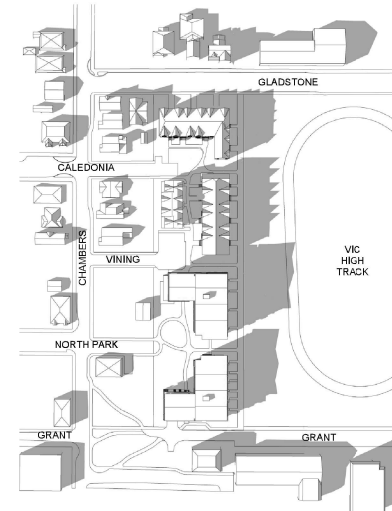 GLADSTONE
CALEDONIA
CHAMBERS
VINING
VIC
HIGH
TRACK
NORTH PARK
GRANT
GRANT